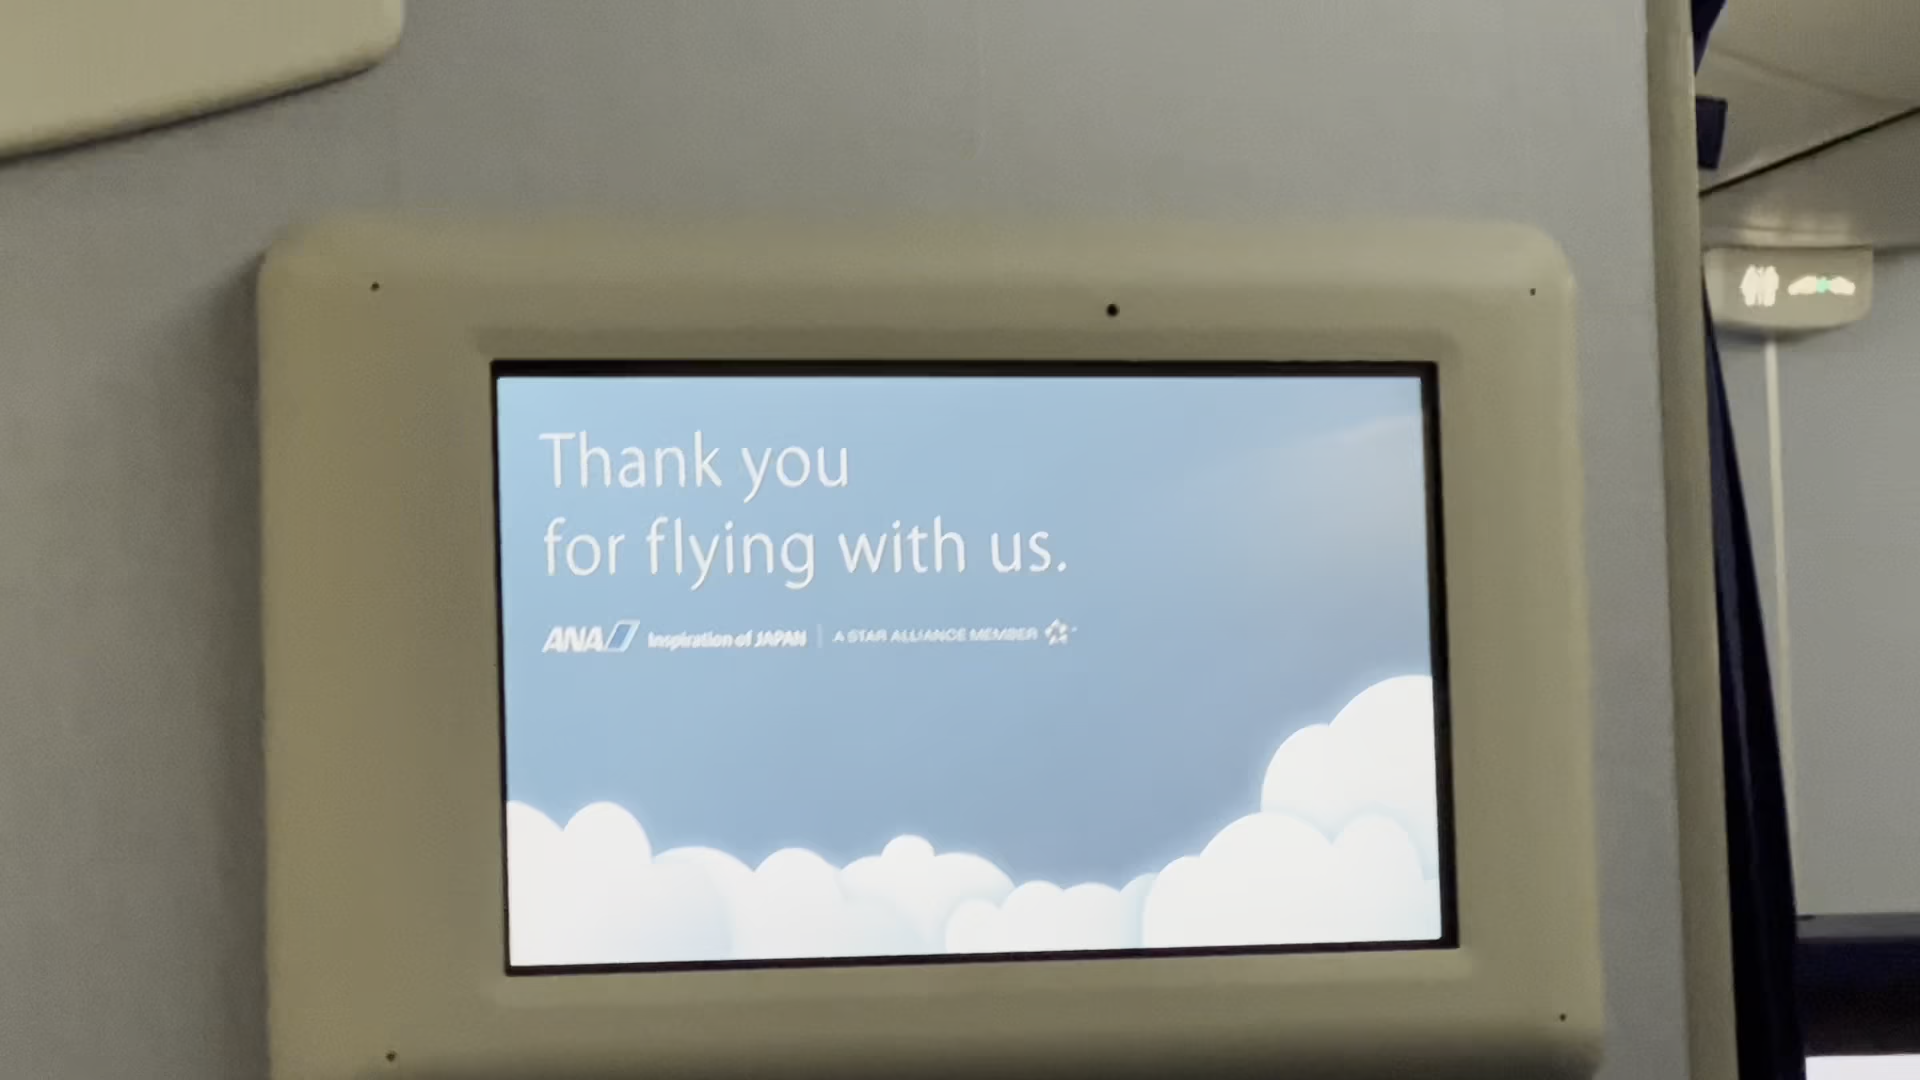 Thank you
for flying with us.
ANA Inspiration of JAPAN | A STAR ALLIANCE MEMBER